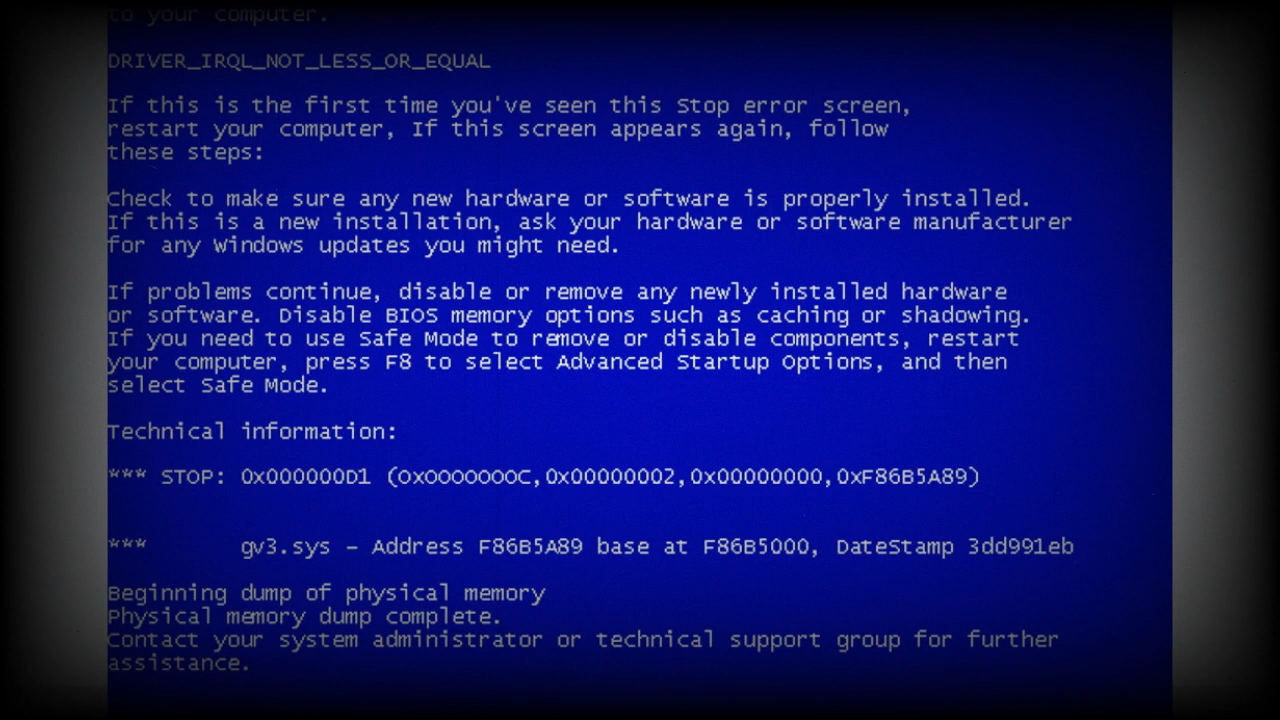 to your computer.
DRIVER_IRQL_NOT_LESS_OR_EQUAL
If this is the first time you've seen this Stop error screen,
restart your computer, If this screen appears again, follow
these steps:
Check to make sure any new hardware or software is properly installed.
If this is a new installation, ask your hardware or software manufacturer
for any Windows updates you might need.
If problems continue, disable or remove any newly installed hardware
or software. Disable BIOS memory options such as caching or shadowing.
If you need to use Safe Mode to remove or disable components, restart
your computer, press F8 to select Advanced Startup Options, and then
select Safe Mode.
Technical information:
*** STOP: 0x000000D1 (0x0000000C,0x00000002,0x00000000,0xF86B5A89)
*** gv3.sys – Address F86B5A89 base at F86B5000, DateStamp 3dd991eb
Beginning dump of physical memory
Physical memory dump complete.
Contact your system administrator or technical support group for further
assistance.